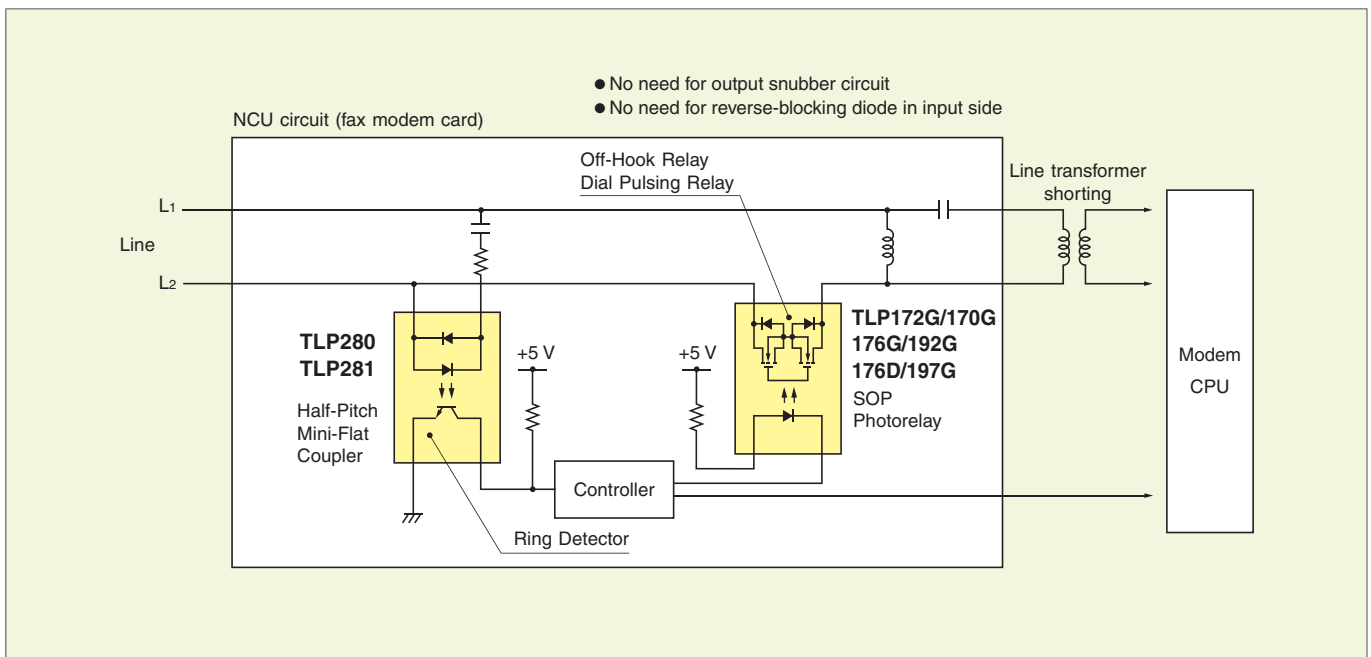 ● No need for output snubber circuit
● No need for reverse-blocking diode in input side
NCU circuit (fax modem card)
Off-Hook Relay
Dial Pulsing Relay
Line transformer
shorting
L1
Line
L2
TLP280
TLP281
Half-Pitch
Mini-Flat
Coupler
+5 V
+5 V
TLP172G/170G
176G/192G
176D/197G
SOP
Photorelay
Modem
CPU
Controller
Ring Detector